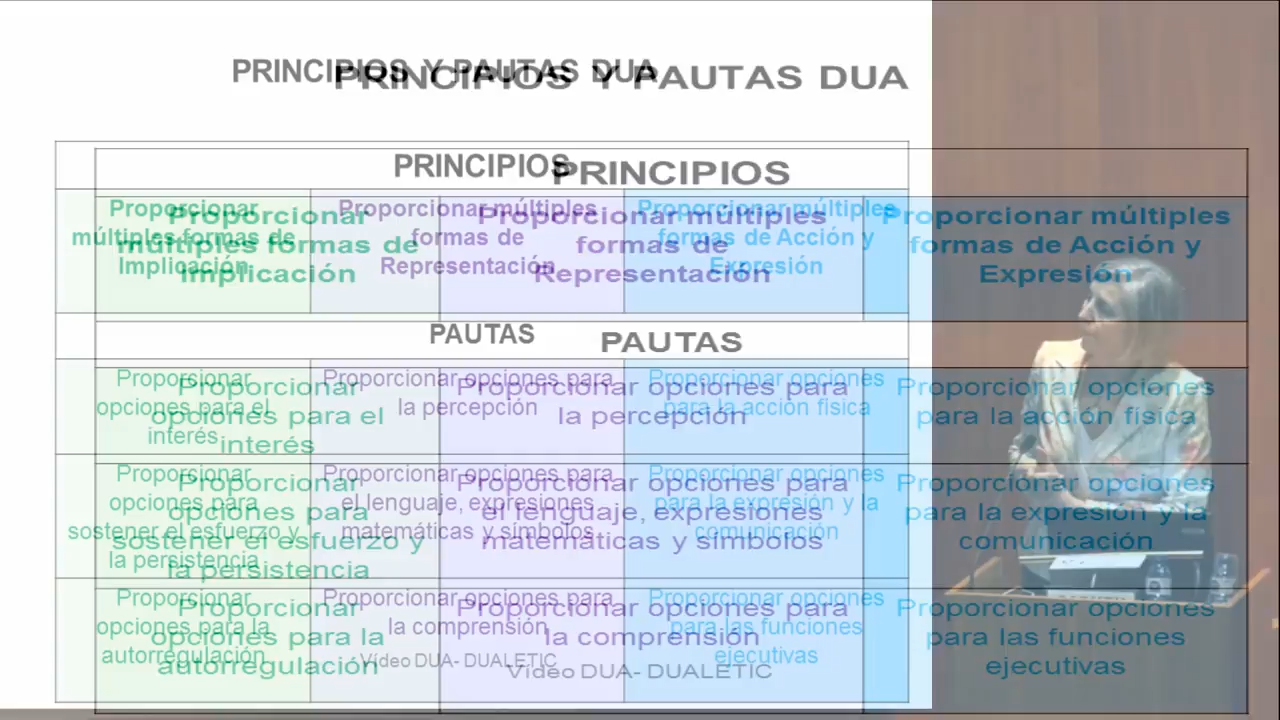 PRINCIPIOS Y PAUTAS DUA
PRINCIPIOS
Proporcionar
múltiples formas de
Implicación
Proporcionar múltiples
formas de
Representación
Proporcionar múltiples
formas de Acción y
Expresión
PAUTAS
Proporcionar
opciones para el
interés
Proporcionar opciones para
la percepción
Proporcionar opciones
para la acción física
Proporcionar
opciones para
sostener el esfuerzo y
la persistencia
Proporcionar opciones para
el lenguaje, expresiones
matemáticas y símbolos
Proporcionar opciones
para la expresión y la
comunicación
Proporcionar
opciones para la
autorregulación
Proporcionar opciones para
la comprensión
Proporcionar opciones
para las funciones
ejecutivas
Vídeo DUA- DUALETIC